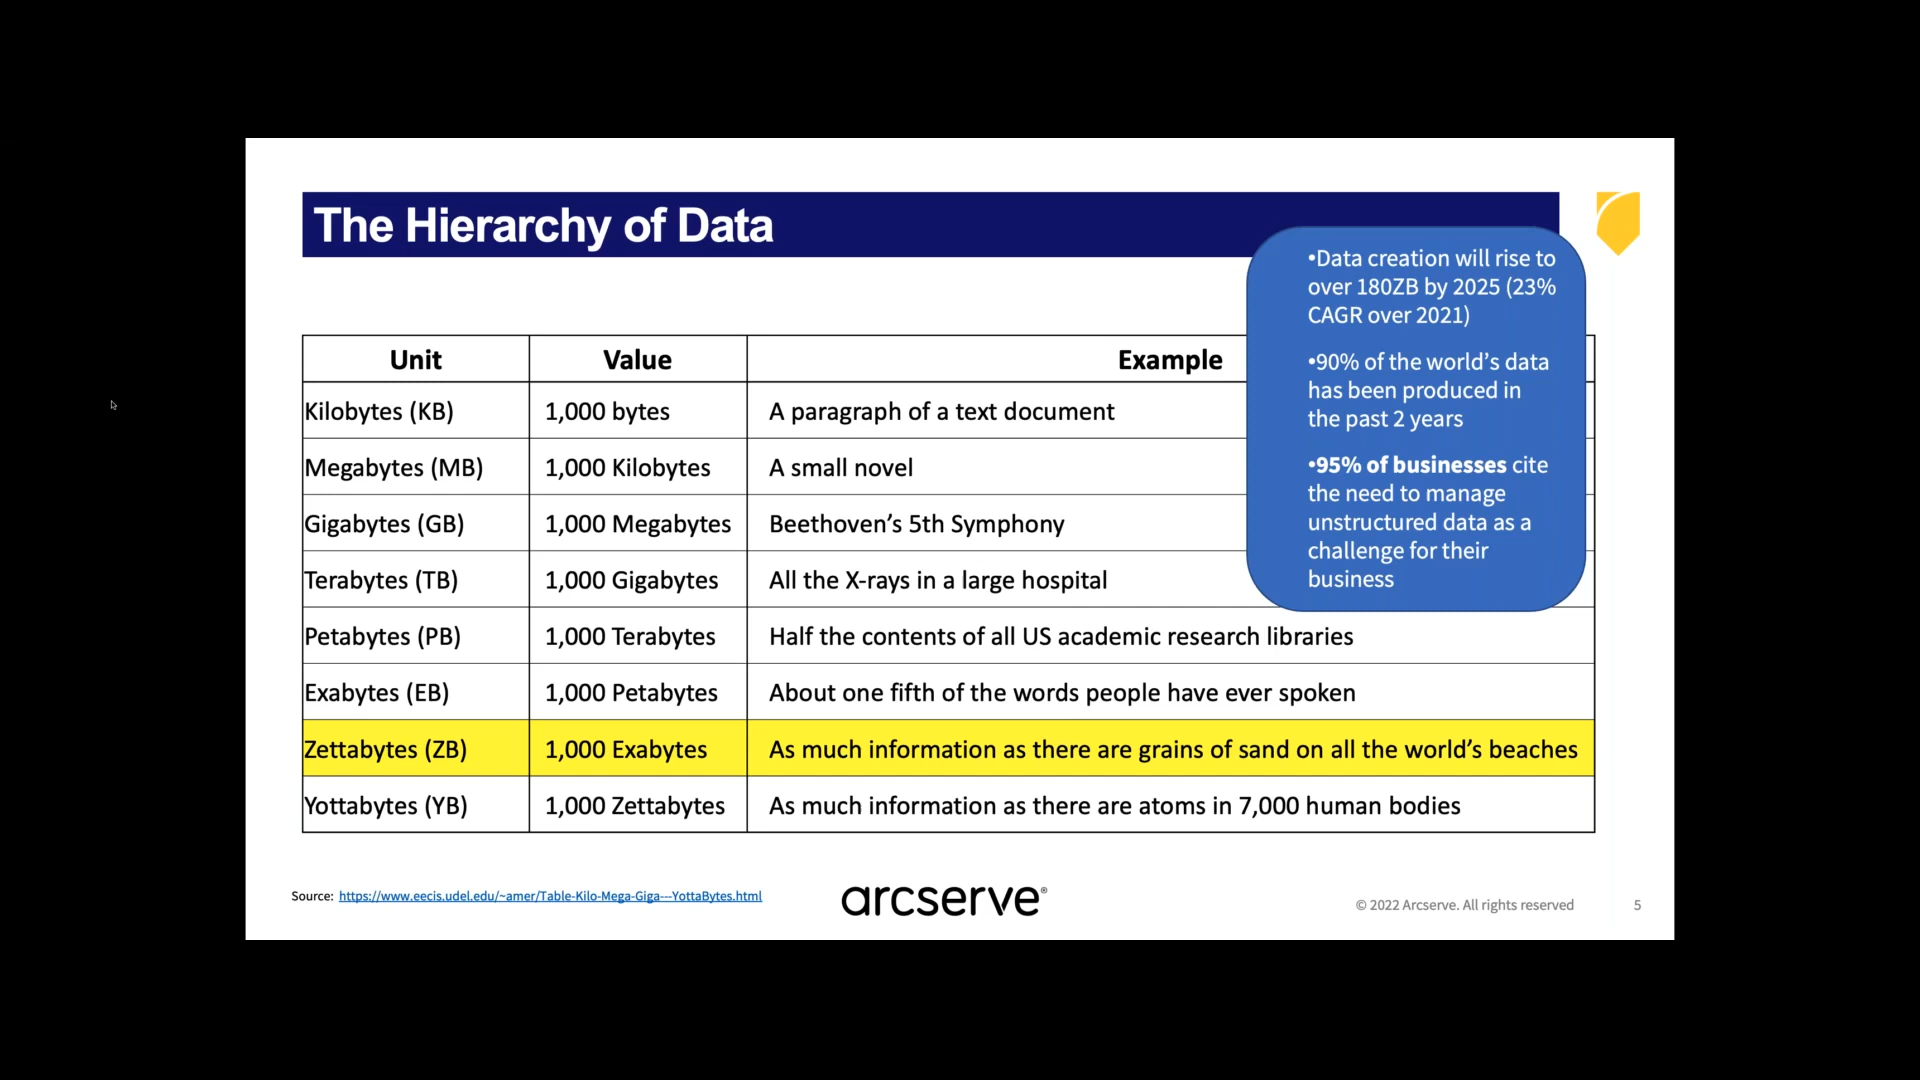 The Hierarchy of Data
•Data creation will rise to
over 180ZB by 2025 (23%
CAGR over 2021)
•90% of the world’s data
has been produced in
the past 2 years
•95% of businesses cite
the need to manage
unstructured data as a
challenge for their
business
Unit Value Example
Kilobytes (KB) 1,000 bytes A paragraph of a text document
Megabytes (MB) 1,000 Kilobytes A small novel
Gigabytes (GB) 1,000 Megabytes Beethoven’s 5th Symphony
Terabytes (TB) 1,000 Gigabytes All the X-rays in a large hospital
Petabytes (PB) 1,000 Terabytes Half the contents of all US academic research libraries
Exabytes (EB) 1,000 Petabytes About one fifth of the words people have ever spoken
Zettabytes (ZB) 1,000 Exabytes As much information as there are grains of sand on all the world’s beaches
Yottabytes (YB) 1,000 Zettabytes As much information as there are atoms in 7,000 human bodies
Source: https://www.eecis.udel.edu/~amer/Table-Kilo-Mega-Giga---YottaBytes.html
arcserve®
© 2022 Arcserve. All rights reserved 5